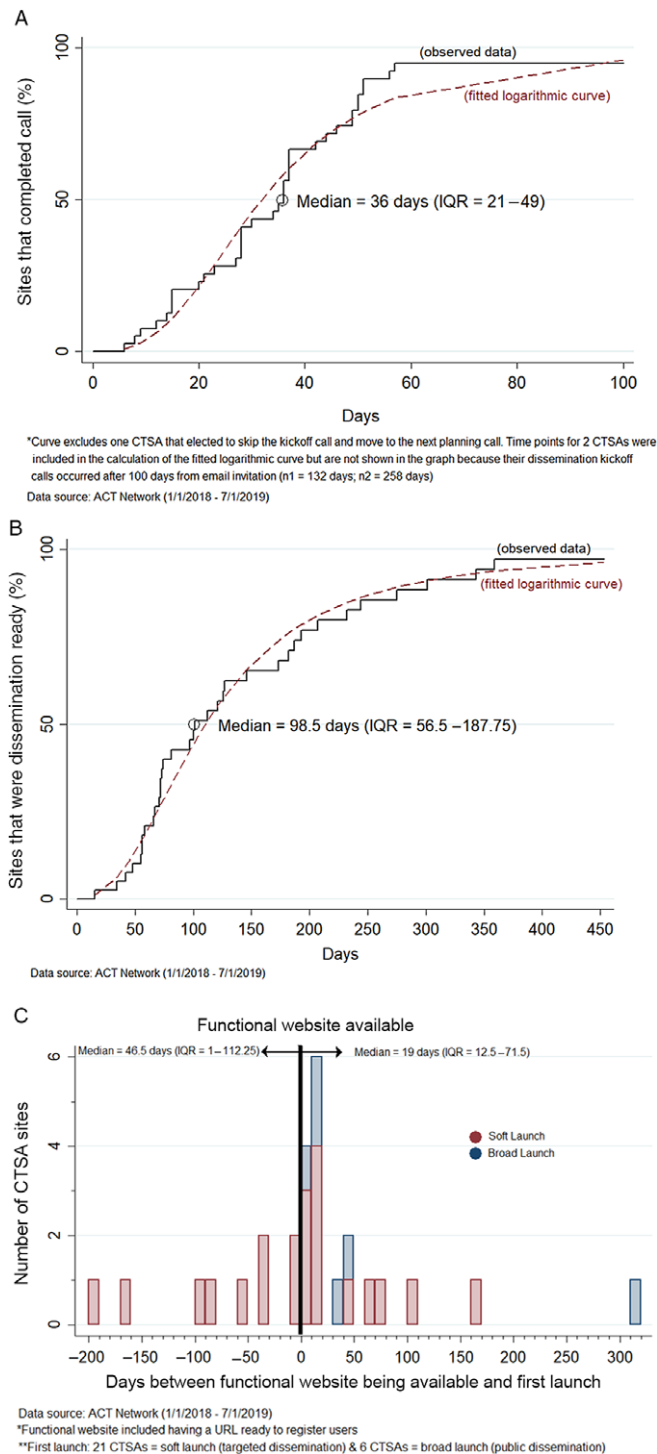 A
Sites that completed call (%)
100
50
0
(observed data)
(fitted logarithmic curve)
Median = 36 days (IQR = 21–49)
0 20 40 60 80 100
Days
*Curve excludes one CTSA that elected to skip the kickoff call and move to the next planning call. Time points for 2 CTSAs were
included in the calculation of the fitted logarithmic curve but are not shown in the graph because their dissemination kickoff
calls occurred after 100 days from email invitation (n1 = 132 days; n2 = 258 days)
Data source: ACT Network (1/1/2018 - 7/1/2019)
B
Sites that were dissemination ready (%)
100
50
0
(observed data)
(fitted logarithmic curve)
Median = 98.5 days (IQR = 56.5–187.75)
0 50 100 150 200 250 300 350 400 450
Days
Data source: ACT Network (1/1/2018 - 7/1/2019)
C
Functional website available
Median = 46.5 days (IQR = 1–112.25)
Median = 19 days (IQR = 12.5–71.5)
Number of CTSA sites
6
4
2
0
Soft Launch
Broad Launch
−200 −150 −100 −50 0 50 100 150 200 250 300
Days between functional website being available and first launch
Data source: ACT Network (1/1/2018 - 7/1/2019)
*Functional website included having a URL ready to register users
**First launch: 21 CTSAs = soft launch (targeted dissemination) & 6 CTSAs = broad launch (public dissemination)